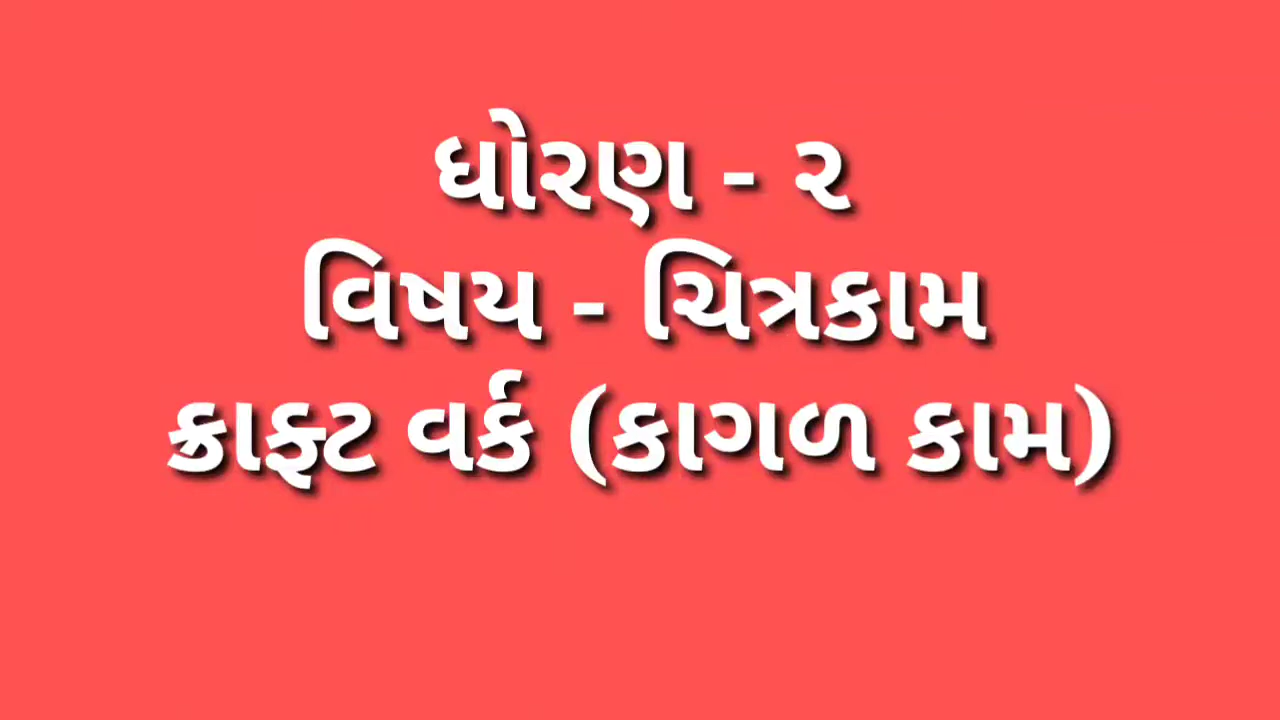 ધોરણ - ૨
વિષય - ચિત્રકામ
ક્રાફ્ટ વર્ક (કાગળ કામ)